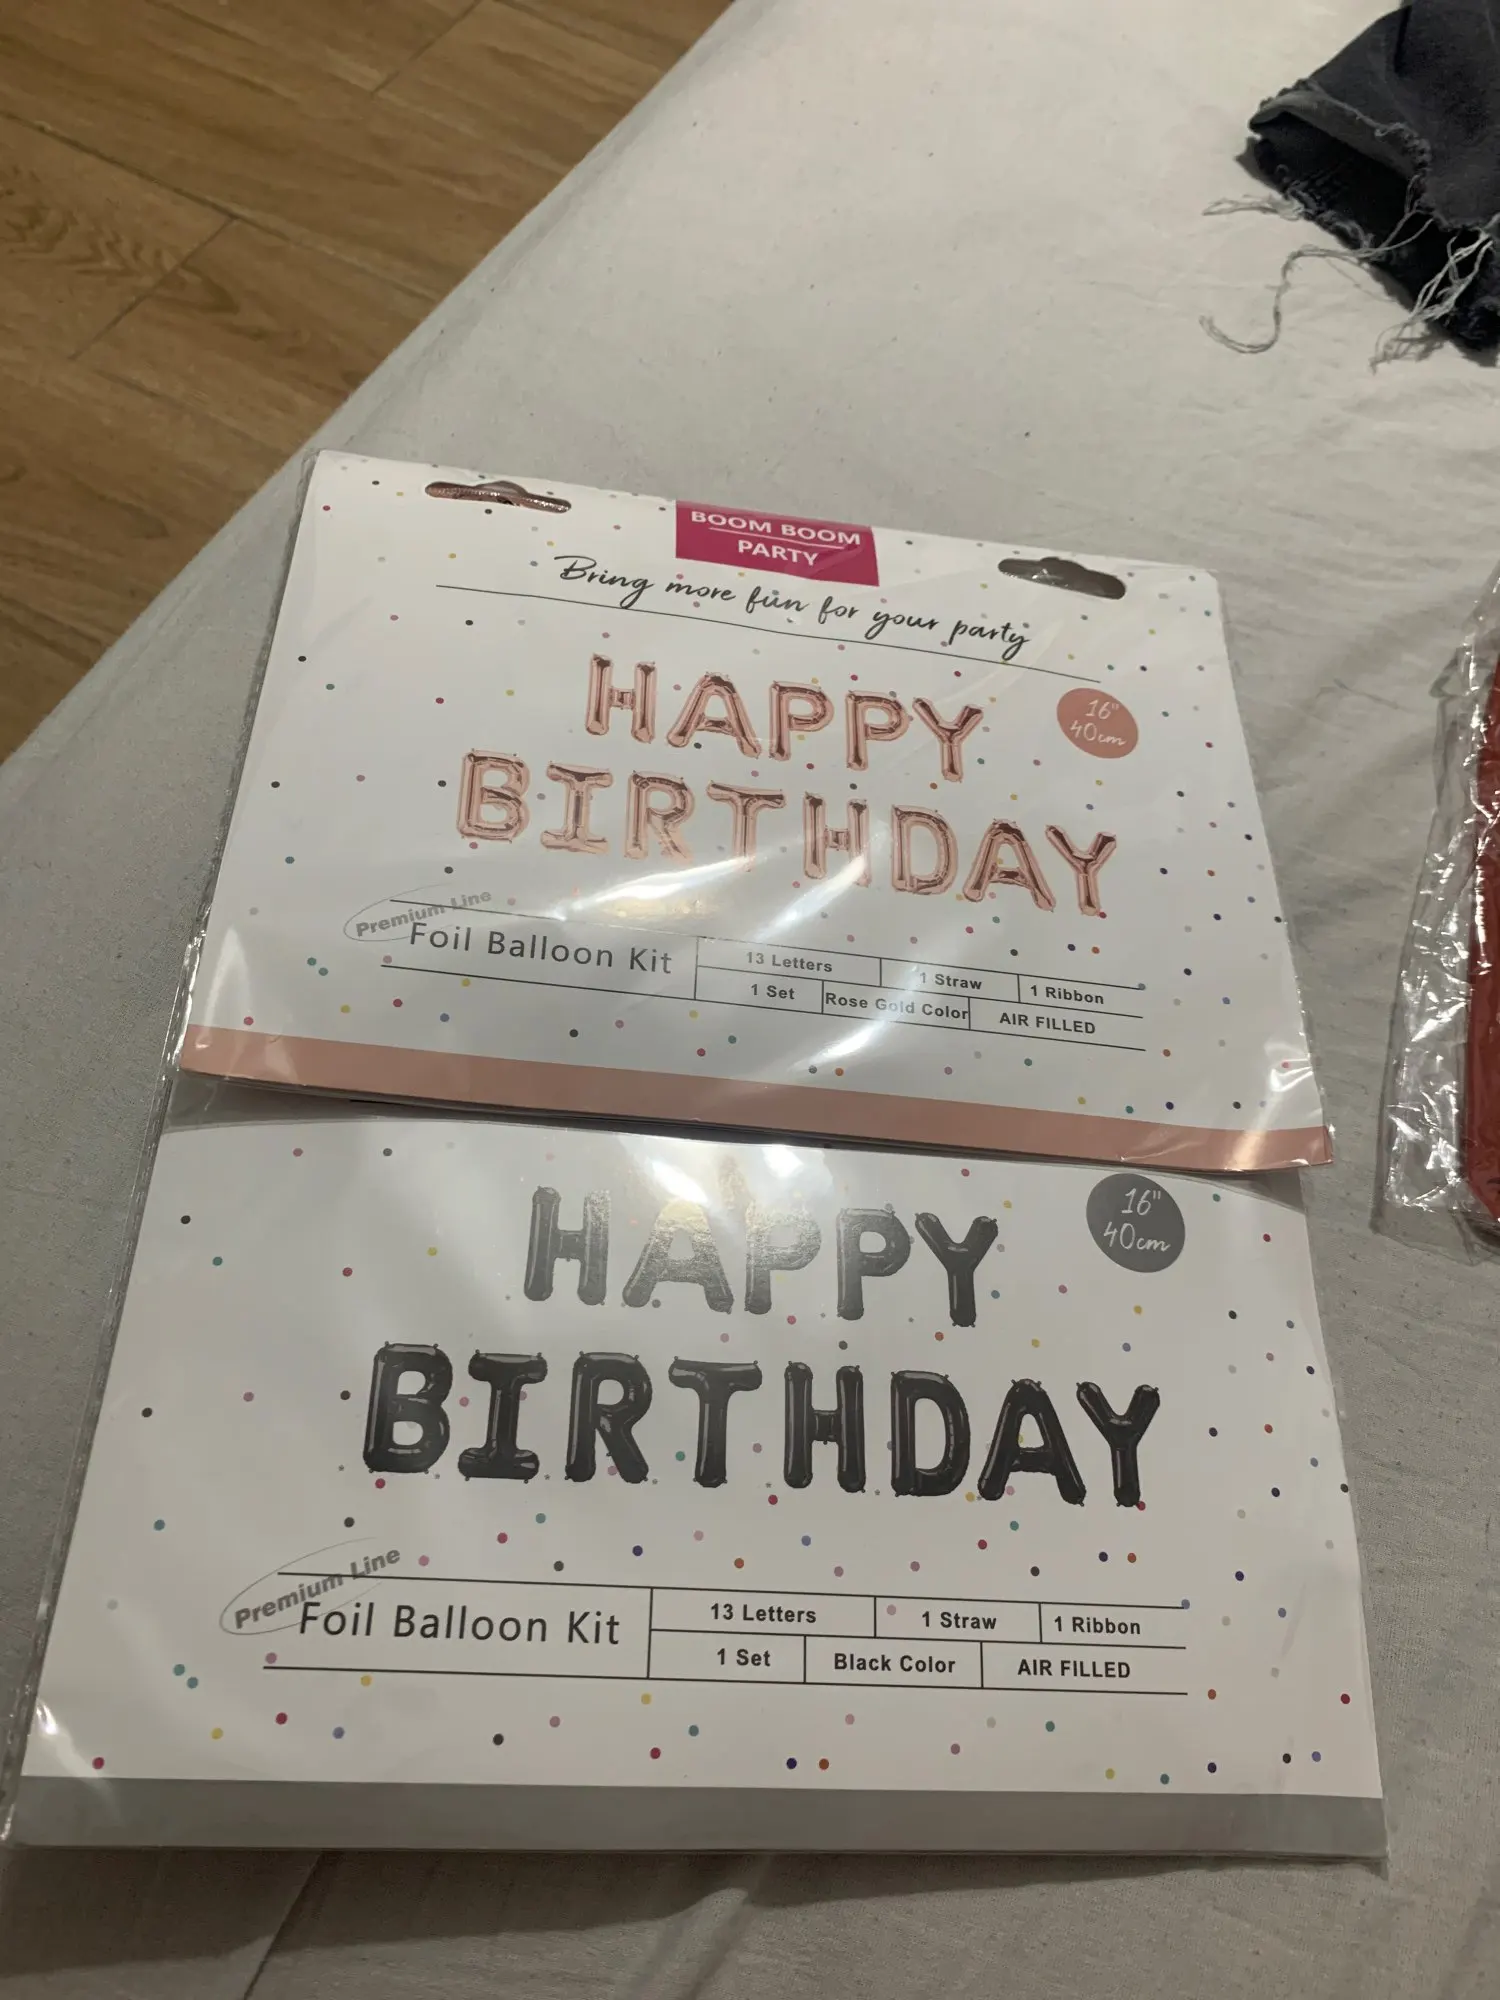 BOOM BOOM
PARTY
Bring more fun for your party
HAPPY
16"
40cm
BIRTHDAY
Premium Line
Foil Balloon Kit
13 Letters
1 Straw
1 Ribbon
1 Set
Rose Gold Color
AIR FILLED
HAPPY
16"
40cm
BIRTHDAY
Premium Line
Foil Balloon Kit
13 Letters
1 Straw
1 Ribbon
1 Set
Black Color
AIR FILLED